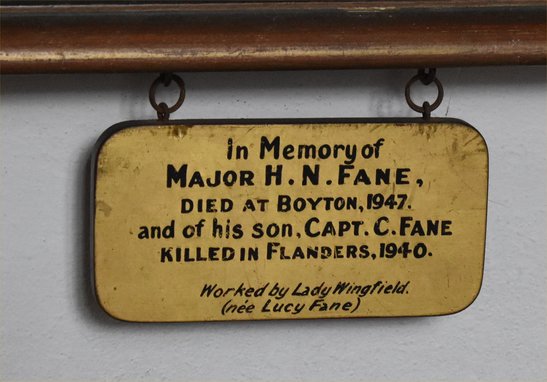 In Memory of
MAJOR H. N. FANE,
DIED AT BOYTON, 1947.
and of his son, CAPT. C. FANE
KILLED IN FLANDERS, 1940.
Worked by Lady Wingfield.
(née Lucy Fane)